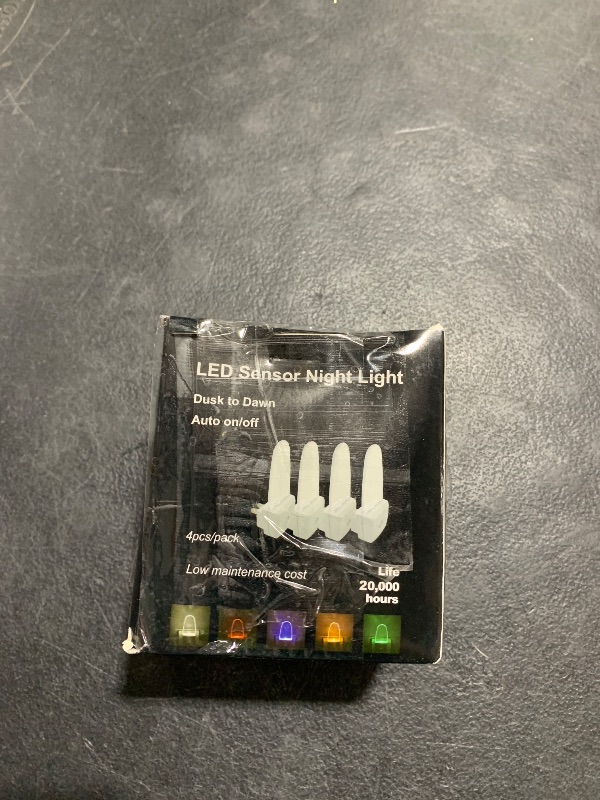 LED Sensor Night Light
Dusk to Dawn
Auto on/off
4pcs/pack
Low maintenance cost
Life
20,000
hours